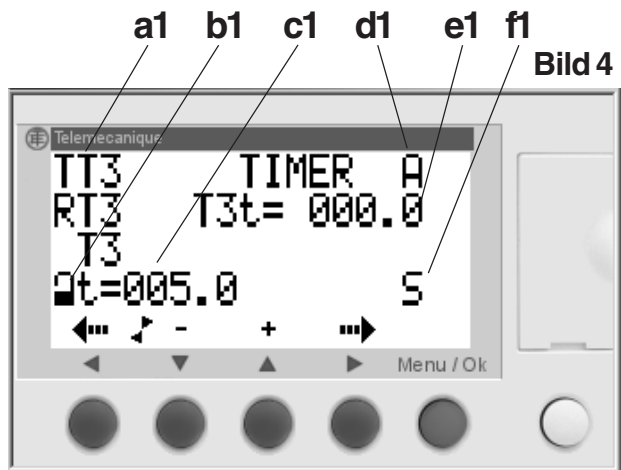 a1 b1 c1 d1 e1 f1
Bild 4
Telemecanique
TT3 TIMER A
RT3 T3t= 000.0
T3
t=005.0 S
- +
Menu / Ok